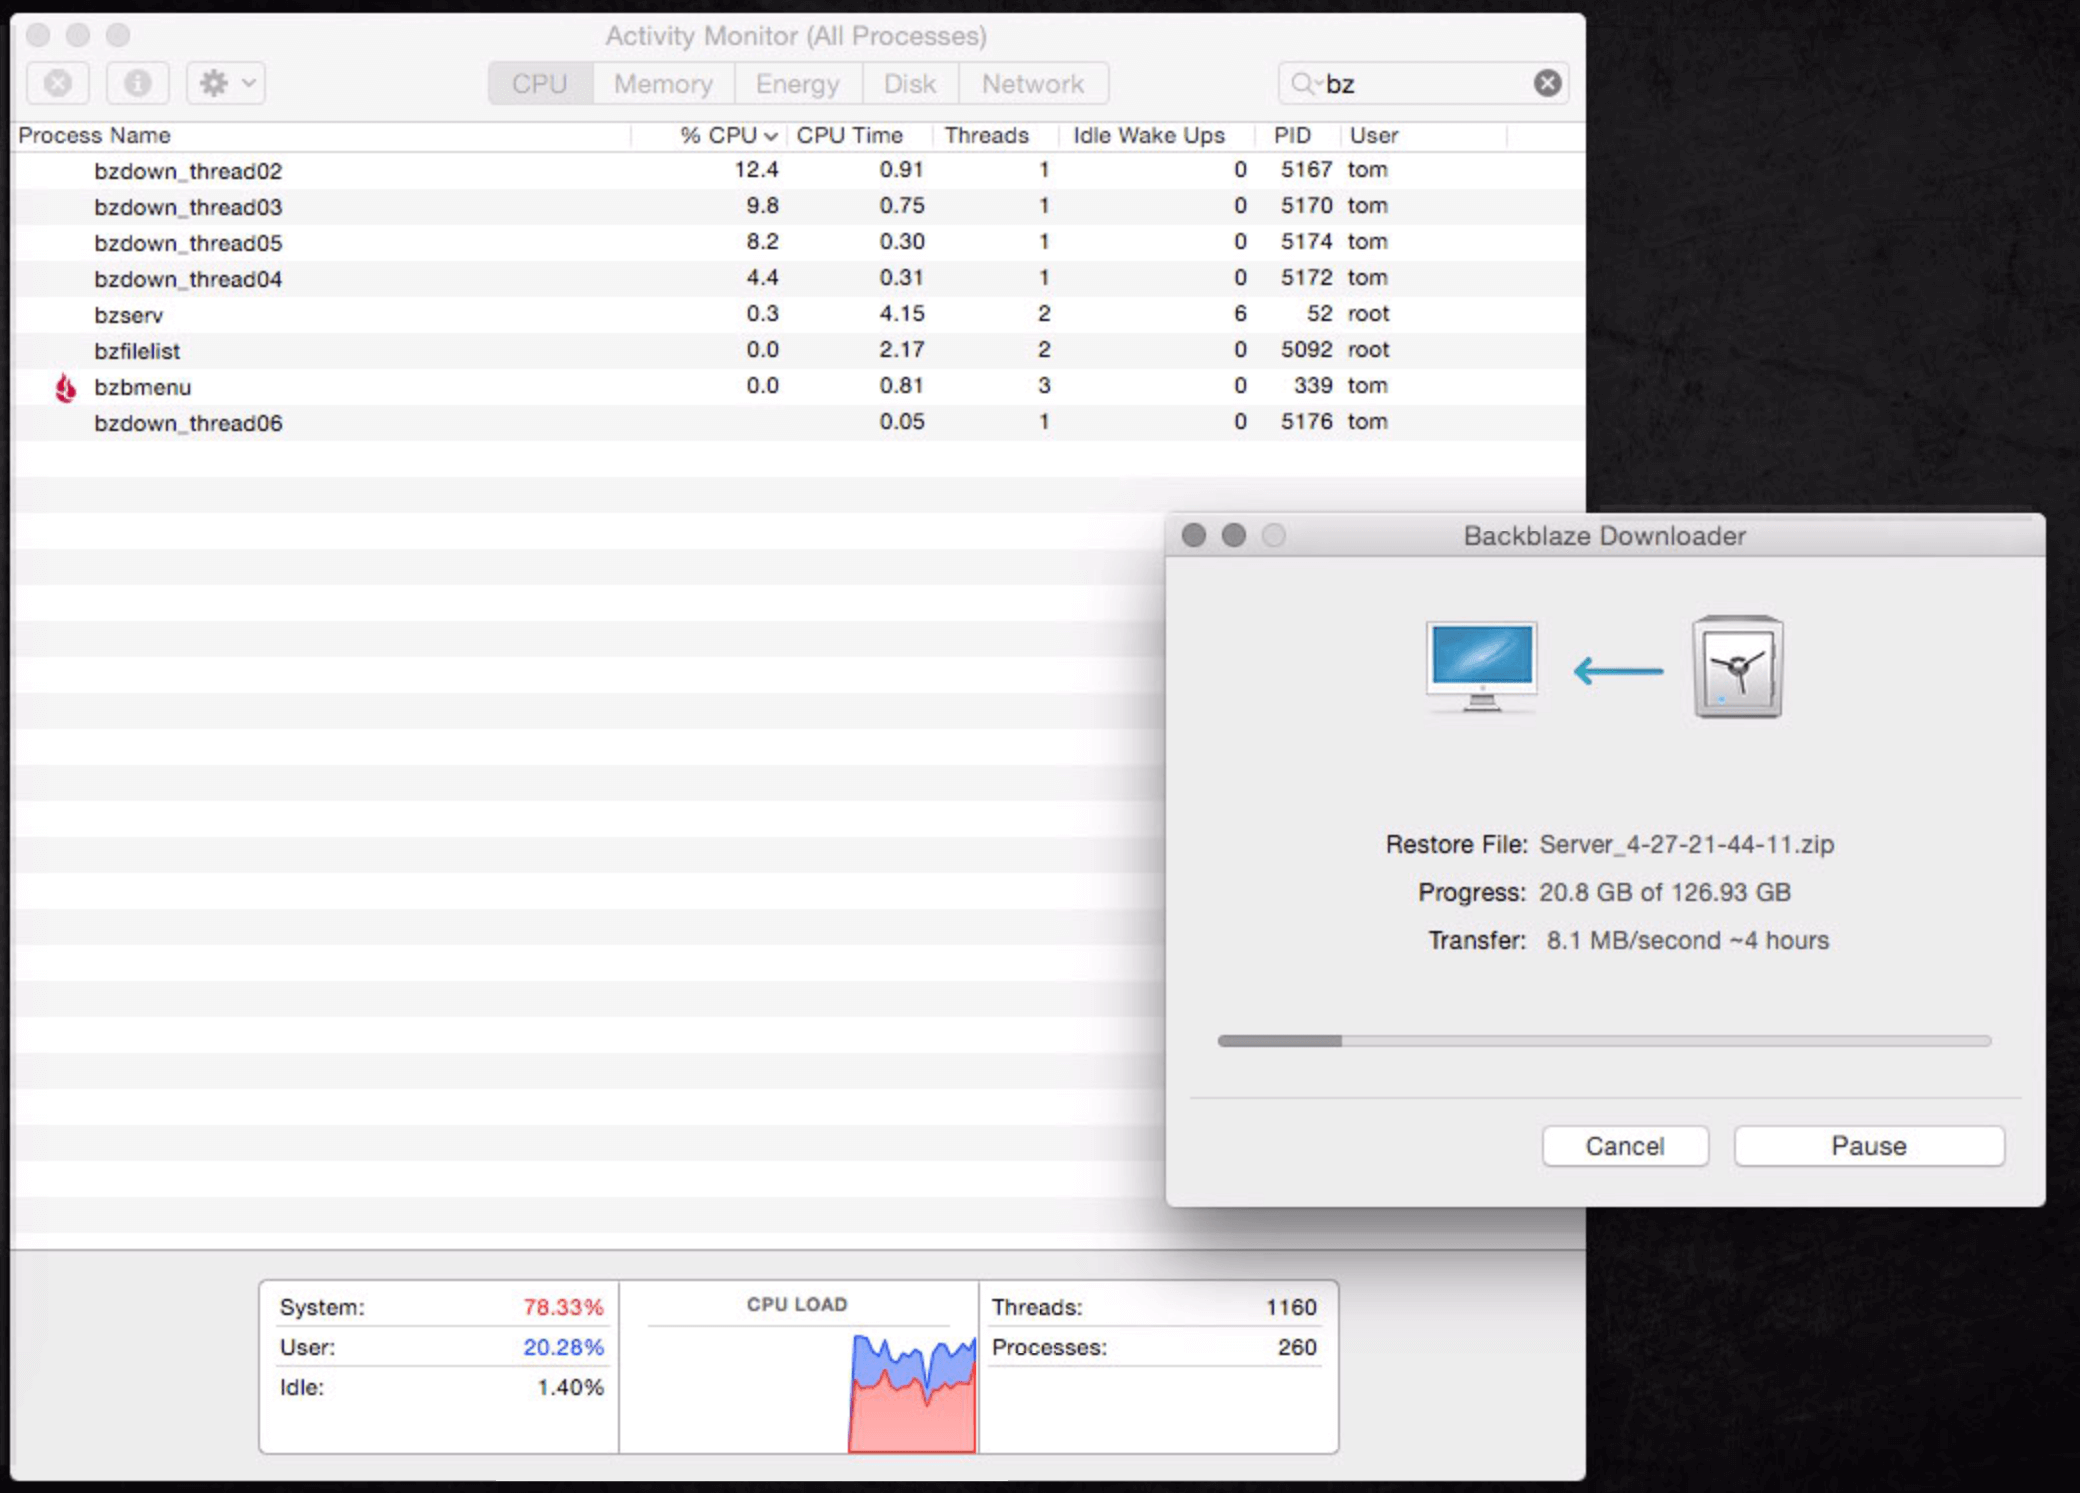 Activity Monitor (All Processes)
CPU Memory Energy Disk Network bz
Process Name % CPU CPU Time Threads Idle Wake Ups PID User
bzdown_thread02 12.4 0.91 1 0 5167 tom
bzdown_thread03 9.8 0.75 1 0 5170 tom
bzdown_thread05 8.2 0.30 1 0 5174 tom
bzdown_thread04 4.4 0.31 1 0 5172 tom
bzserv 0.3 4.15 2 6 52 root
bzfilelist 0.0 2.17 2 0 5092 root
bzbmenu 0.0 0.81 3 0 339 tom
bzdown_thread06 0.05 1 0 5176 tom
Backblaze Downloader
Restore File: Server_4-27-21-44-11.zip
Progress: 20.8 GB of 126.93 GB
Transfer: 8.1 MB/second ~4 hours
Cancel Pause
System: 78.33% CPU LOAD Threads: 1160
User: 20.28% Processes: 260
Idle: 1.40%